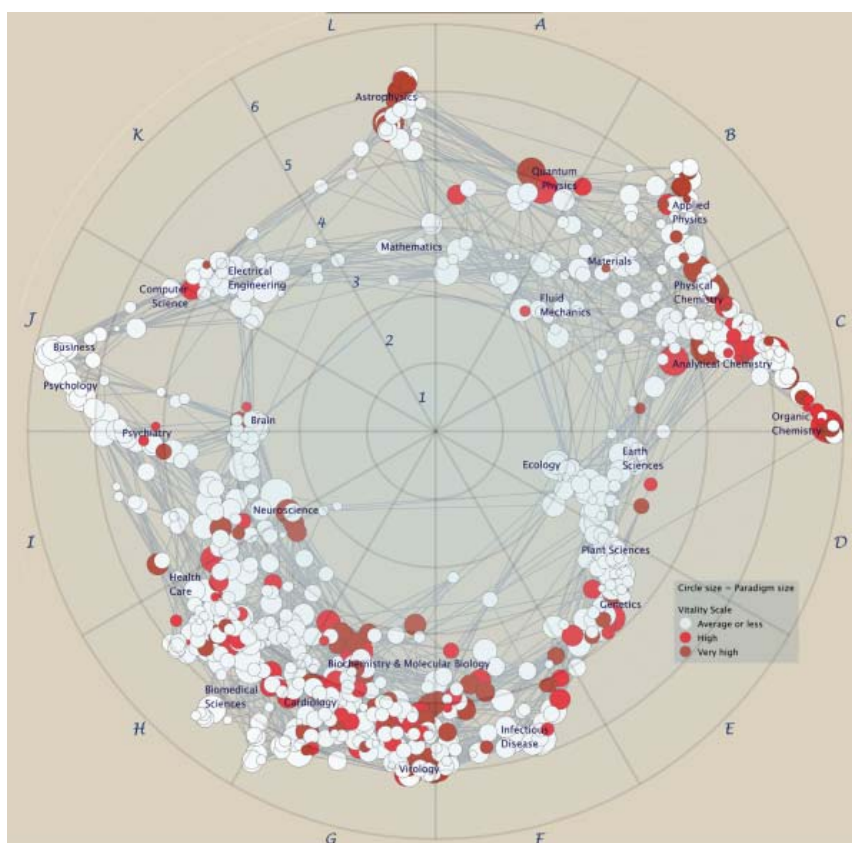 L
A
Astrophysics
6
K
B
5
Quantum
Physics
Applied
Physics
4
Mathematics
Materials
Electrical
Engineering
3
Computer
Science
Physical
Chemistry
Fluid
Mechanics
J
C
Business
2
Analytical Chemistry
Psychology
1
Organic
Chemistry
Brain
Psychiatry
Earth
Sciences
Ecology
Neuroscience
I
D
Plant Sciences
Health
Care
Circle size = Paradigm size
Vitality Scale
Average or less
High
Very high
Genetics
Biochemistry & Molecular Biology
Biomedical
Sciences
Cardiology
H
E
Infectious
Disease
Virology
G
F